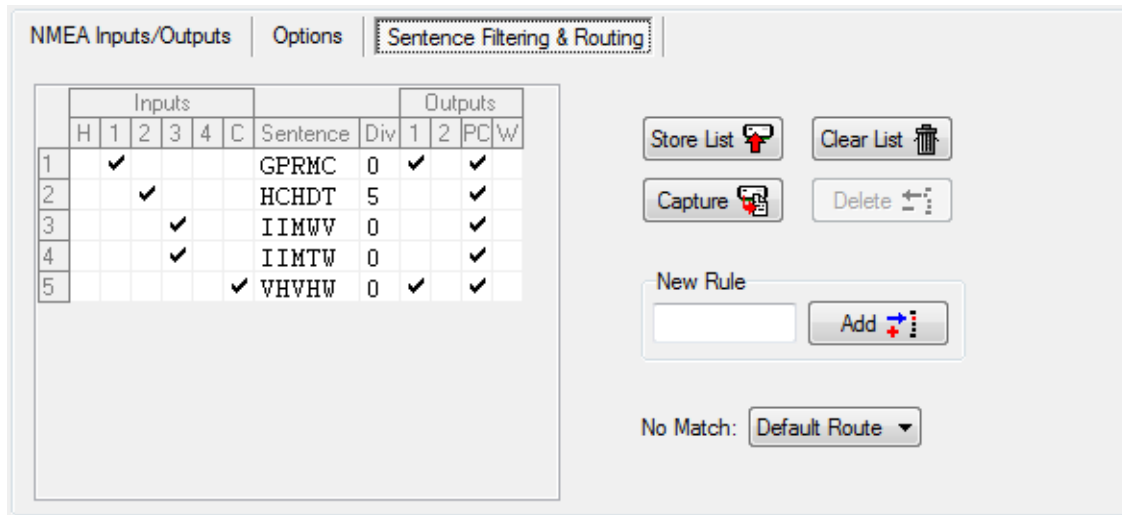 NMEA Inputs/Outputs Options Sentence Filtering & Routing
Inputs Outputs
H 1 2 3 4 C Sentence Div 1 2 PC W
1 ✔ GPRMC 0 ✔ ✔
2 ✔ HCHDT 5 ✔
3 ✔ IIMWV 0 ✔
4 ✔ IIMTW 0 ✔
5 ✔ VHVHW 0 ✔ ✔
Store List Clear List
Capture Delete
New Rule
Add
No Match: Default Route